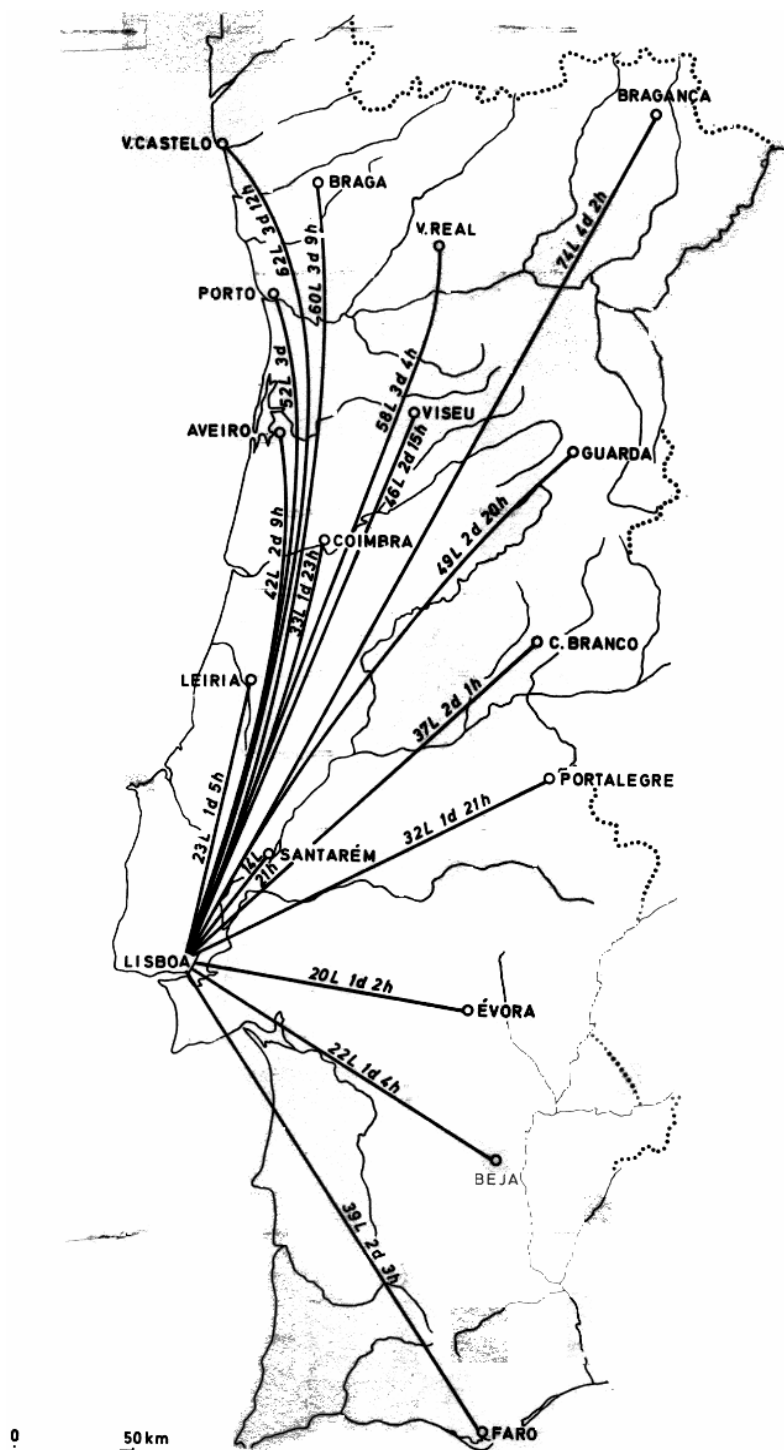 BRAGANÇA
V. CASTELO
BRAGA
62L 3d 12h
60L 3d 9h
V. REAL
74L 4d 2h
PORTO
52L 3d
58L 3d 4h
VISEU
AVEIRO
46L 2d 15h
GUARDA
42L 2d 9h
COIMBRA
49L 2d 20h
33L 1d 23h
C. BRANCO
LEIRIA
37L 2d 1h
PORTALEGRE
23L 1d 5h
32L 1d 21h
14L
SANTARÉM
21h
LISBOA
20L 1d 2h
ÉVORA
22L 1d 4h
BEJA
39L 2d 3h
FARO
0 50 km